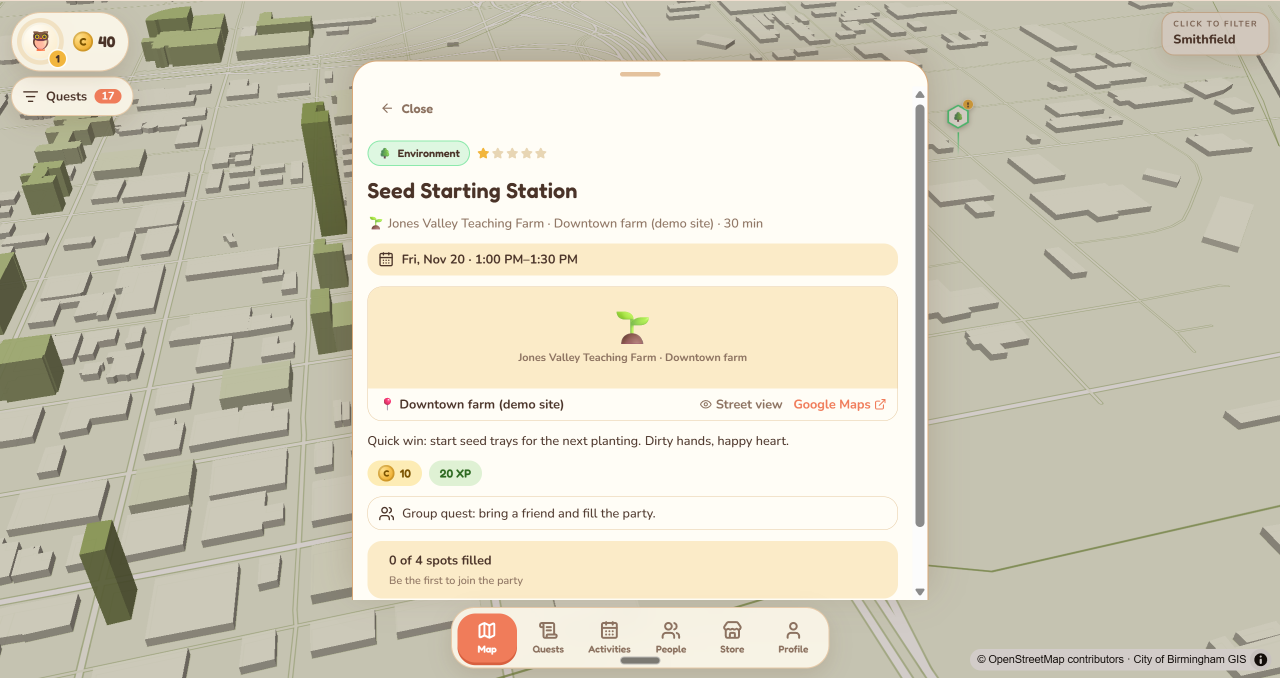 C 40
1
Quests 17
CLICK TO FILTER
Smithfield
Close
Environment
Seed Starting Station
Jones Valley Teaching Farm · Downtown farm (demo site) · 30 min
Fri, Nov 20 · 1:00 PM–1:30 PM
Jones Valley Teaching Farm · Downtown farm
Downtown farm (demo site)
Street view
Google Maps
Quick win: start seed trays for the next planting. Dirty hands, happy heart.
C 10
20 XP
Group quest: bring a friend and fill the party.
0 of 4 spots filled
Be the first to join the party
Map
Quests
Activities
People
Store
Profile
© OpenStreetMap contributors · City of Birmingham GIS